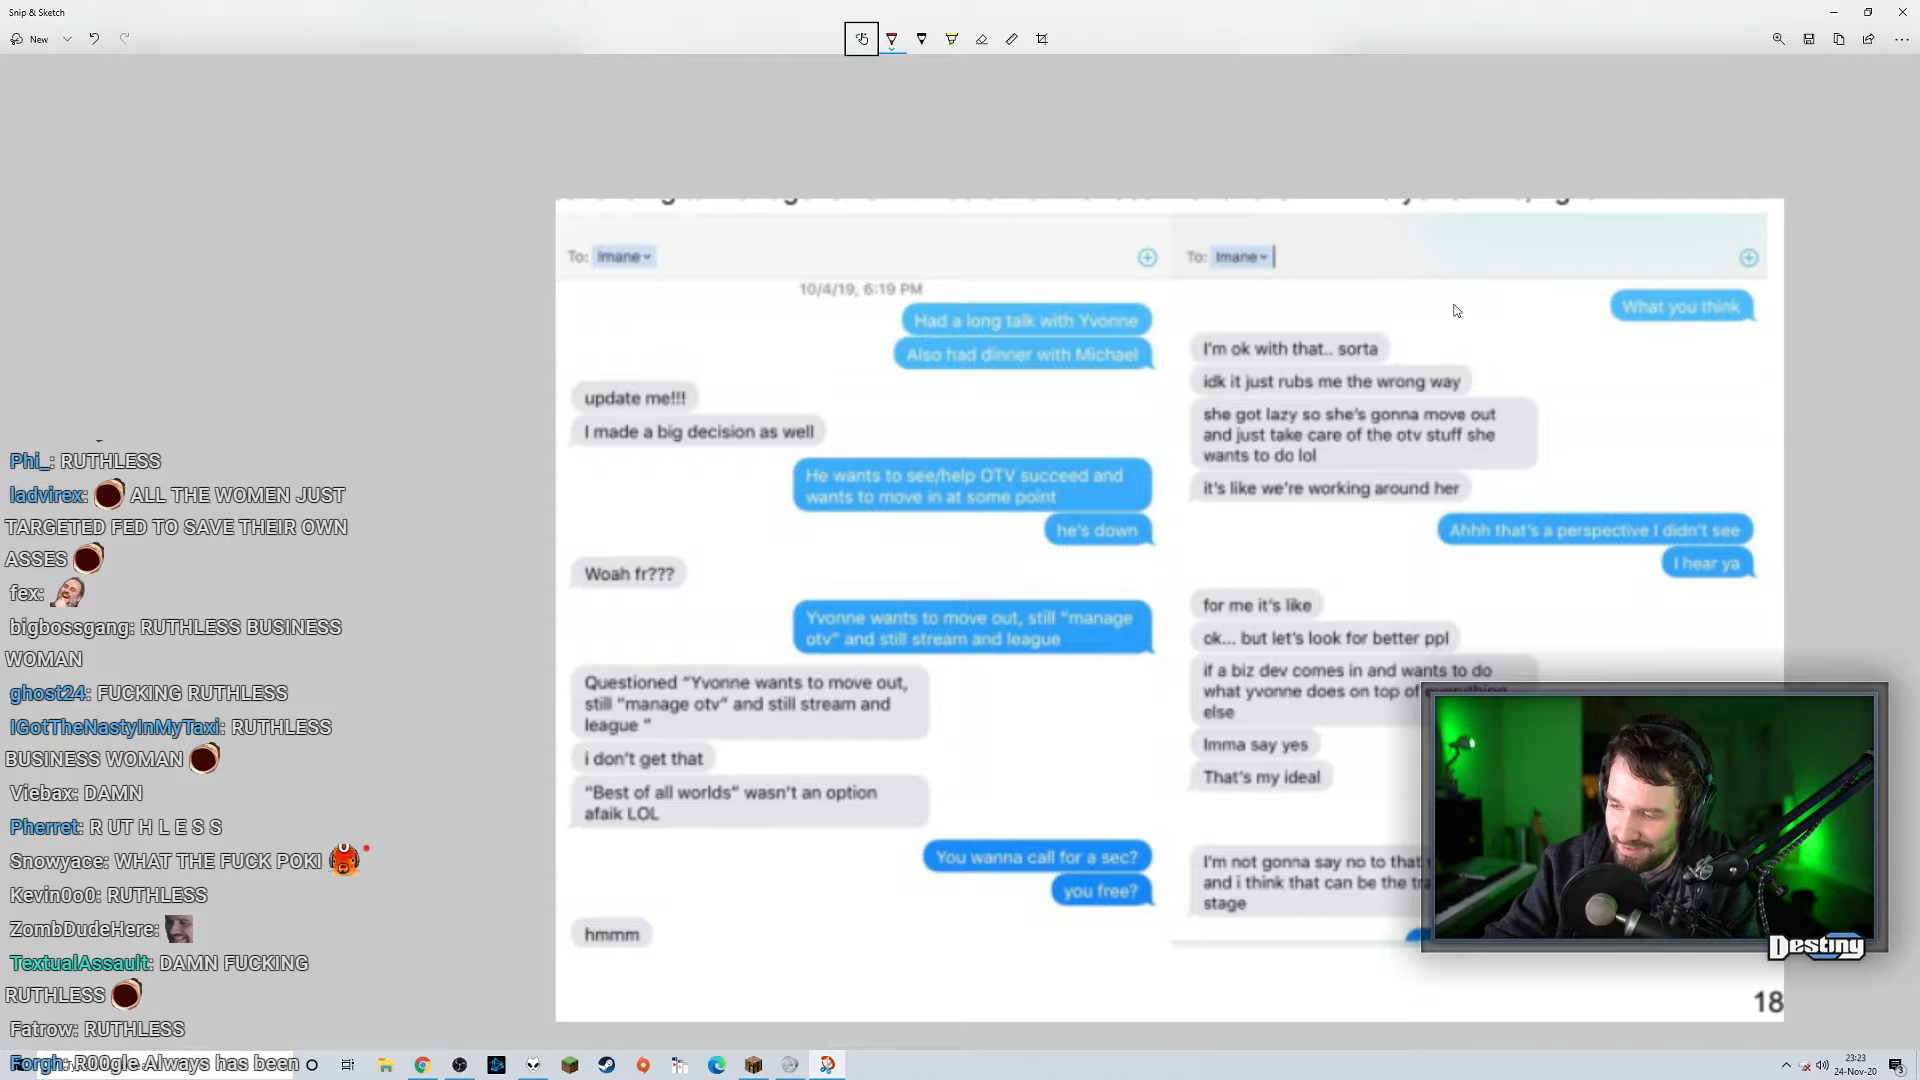 Snip & Sketch
New
To: Imane
10/4/19, 6:19 PM
Had a long talk with Yvonne
Also had dinner with Michael
update me!!!
I made a big decision as well
He wants to see/help OTV succeed and
wants to move in at some point
he's down
Woah fr???
Yvonne wants to move out, still "manage
otv" and still stream and league
Questioned "Yvonne wants to move out,
still "manage otv" and still stream and
league "
i don't get that
"Best of all worlds" wasn't an option
afaik LOL
You wanna call for a sec?
you free?
hmmm
To: Imane
What you think
I'm ok with that.. sorta
idk it just rubs me the wrong way
she got lazy so she's gonna move out
and just take care of the otv stuff she
wants to do lol
it's like we're working around her
Ahhh that's a perspective I didn't see
I hear ya
for me it's like
ok... but let's look for better ppl
if a biz dev comes in and wants to do
what yvonne does on top of everything
else
Imma say yes
That's my ideal
I'm not gonna say no to that
and i think that can be the
stage
18
Destiny
Phi_: RUTHLESS
ladvirex: ALL THE WOMEN JUST
TARGETED FED TO SAVE THEIR OWN
ASSES
fex:
bigbossgang: RUTHLESS BUSINESS
WOMAN
ghost24: FUCKING RUTHLESS
IGotTheNastyInMyTaxi: RUTHLESS
BUSINESS WOMAN
Viebax: DAMN
Pherret: R U T H L E S S
Snowyace: WHAT THE FUCK POKI
Kevin0o0: RUTHLESS
ZombDudeHere:
TextualAssault: DAMN FUCKING
RUTHLESS
Fatrow: RUTHLESS
Forgh: R00gle Always has been
23:23
24-Nov-20
3